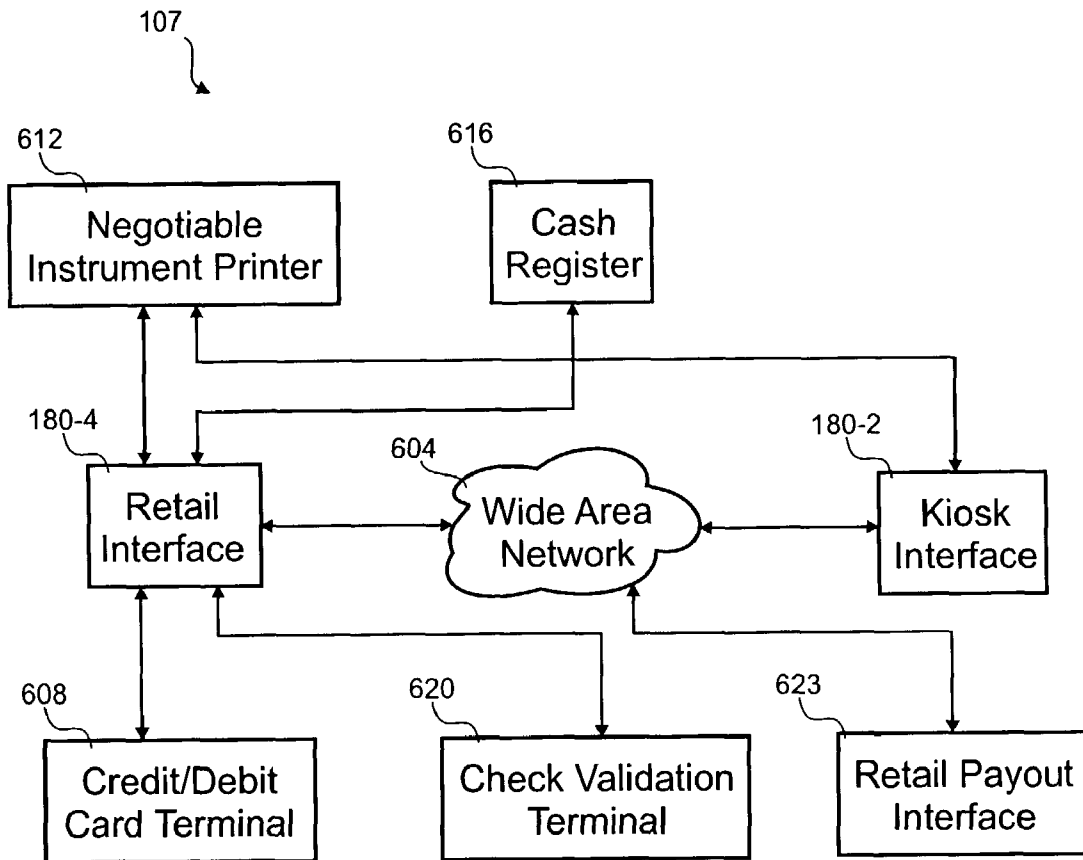 107
612
Negotiable
Instrument Printer
616
Cash
Register
180-4
Retail
Interface
604
Wide Area
Network
180-2
Kiosk
Interface
608
Credit/Debit
Card Terminal
620
Check Validation
Terminal
623
Retail Payout
Interface